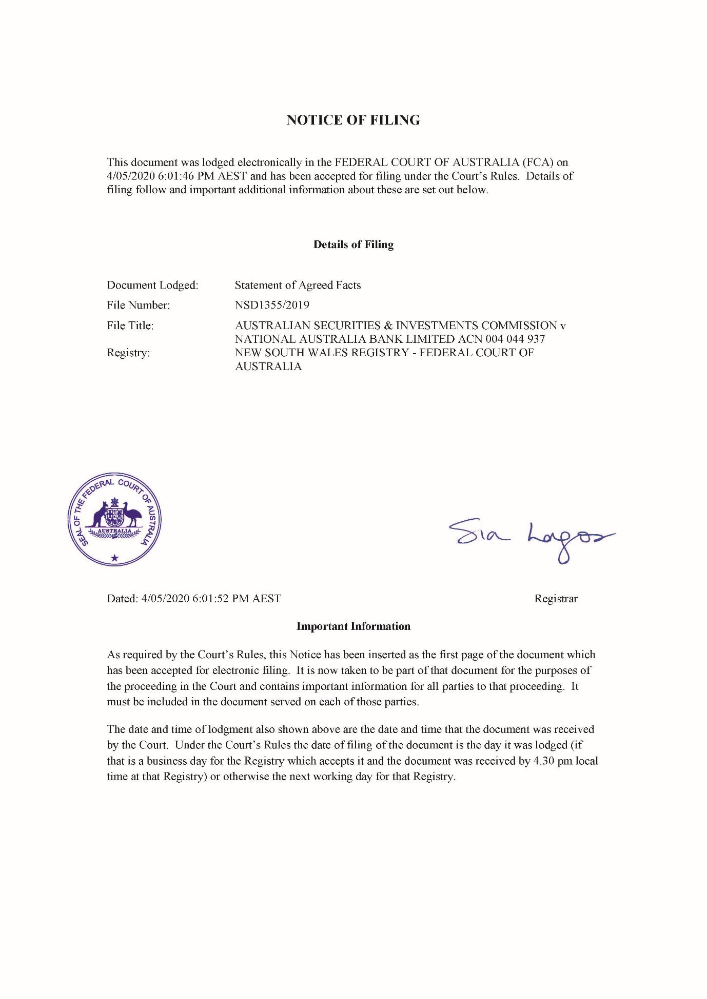 NOTICE OF FILING
This document was lodged electronically in the FEDERAL COURT OF AUSTRALIA (FCA) on
4/05/2020 6:01:46 PM AEST and has been accepted for filing under the Court's Rules.  Details of
filing follow and important additional information about these are set out below.
Details of Filing
Document Lodged: Statement of Agreed Facts
File Number: NSD1355/2019
File Title: AUSTRALIAN SECURITIES & INVESTMENTS COMMISSION v
NATIONAL AUSTRALIA BANK LIMITED ACN 004 044 937
Registry: NEW SOUTH WALES REGISTRY - FEDERAL COURT OF
AUSTRALIA
SEAL OF THE FEDERAL COURT OF AUSTRALIA
AUSTRALIA
Sia Lagos
Dated: 4/05/2020 6:01:52 PM AEST Registrar
Important Information
As required by the Court's Rules, this Notice has been inserted as the first page of the document which
has been accepted for electronic filing.  It is now taken to be part of that document for the purposes of
the proceeding in the Court and contains important information for all parties to that proceeding.  It
must be included in the document served on each of those parties.
The date and time of lodgment also shown above are the date and time that the document was received
by the Court.  Under the Court's Rules the date of filing of the document is the day it was lodged (if
that is a business day for the Registry which accepts it and the document was received by 4.30 pm local
time at that Registry) or otherwise the next working day for that Registry.